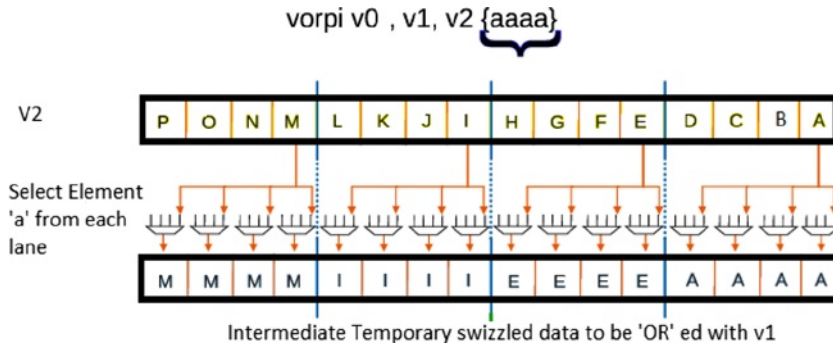 vorpi v0 , v1, v2 {aaaa}
V2
P O N M L K J I H G F E D C B A
Select Element
'a' from each
lane
M M M M I I I I E E E E A A A A
Intermediate Temporary swizzled data to be 'OR' ed with v1